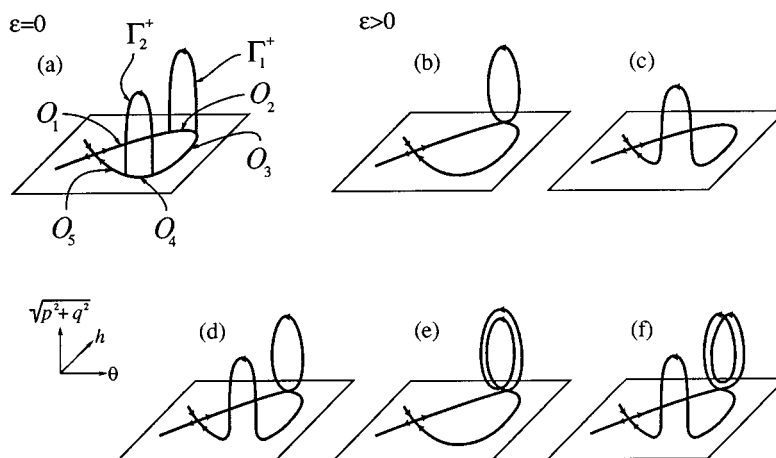 ε=0
ε>0
(a)
Γ₂⁺
Γ₁⁺
(b)
(c)
O₁
O₂
O₃
O₅
O₄
√p²+q²
h
θ
(d)
(e)
(f)